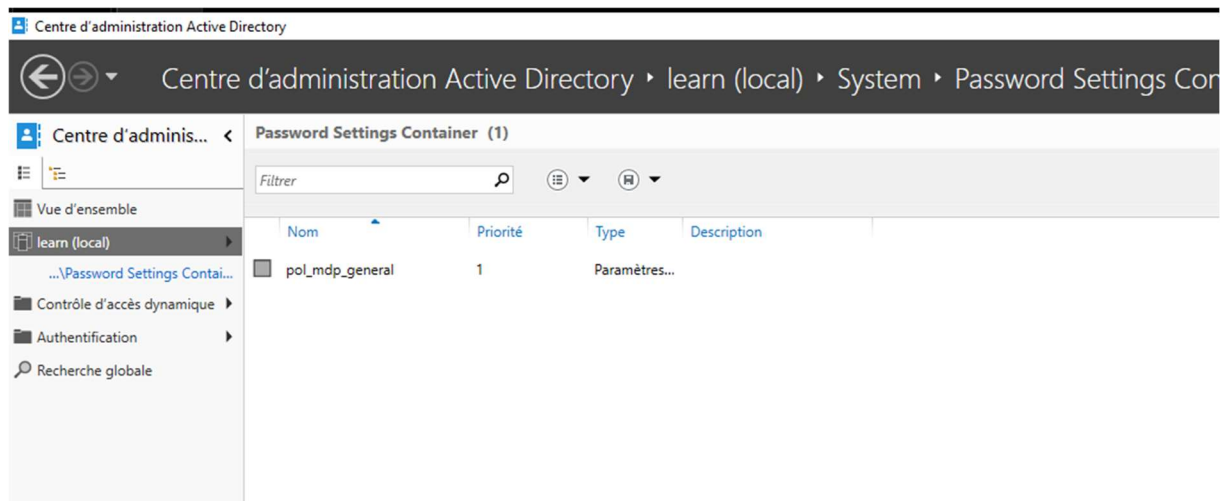 Centre d'administration Active Directory
Centre d'administration Active Directory ‣ learn (local) ‣ System ‣ Password Settings Con
Centre d'adminis...
Vue d'ensemble
learn (local)
...\Password Settings Contai...
Contrôle d'accès dynamique
Authentification
Recherche globale
Password Settings Container (1)
Filtrer
Nom Priorité Type Description
pol_mdp_general 1 Paramètres...